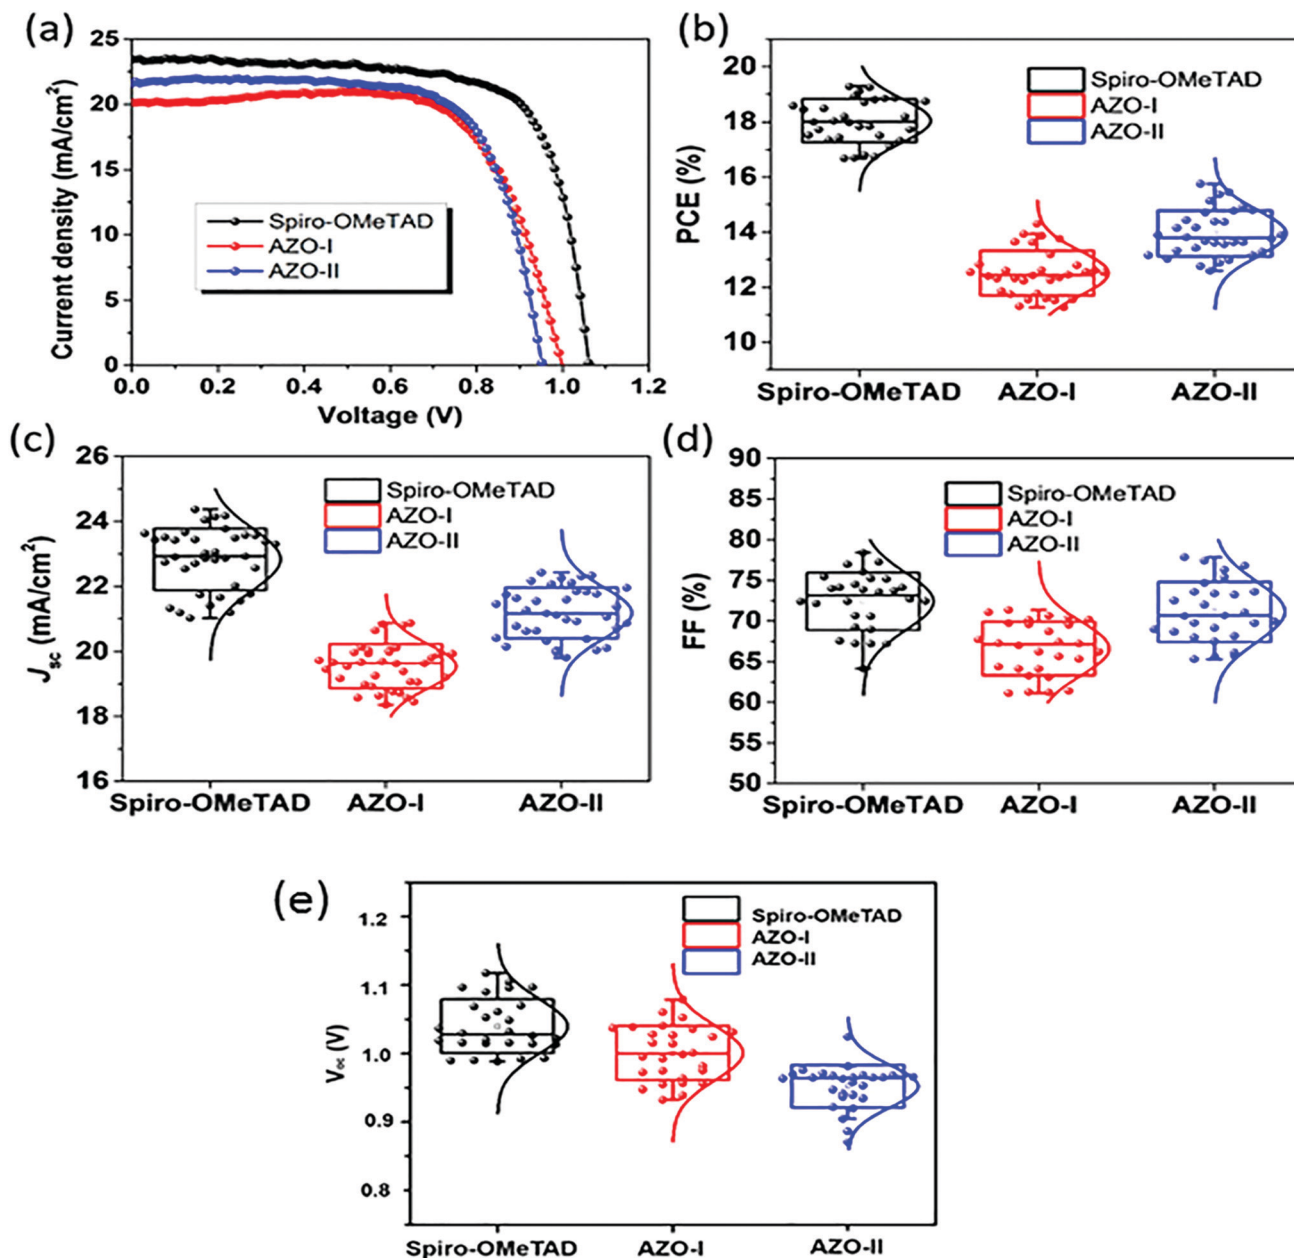 (a)
25
20
15
10
5
0
Current density (mA/cm²)
Spiro-OMeTAD
AZO-I
AZO-II
0.0 0.2 0.4 0.6 0.8 1.0 1.2
Voltage (V)
(b)
20
18
16
14
12
10
PCE (%)
Spiro-OMeTAD
AZO-I
AZO-II
Spiro-OMeTAD AZO-I AZO-II
(c)
26
24
22
20
18
16
Jsc (mA/cm²)
Spiro-OMeTAD
AZO-I
AZO-II
Spiro-OMeTAD AZO-I AZO-II
(d)
90
85
80
75
70
65
60
55
50
FF (%)
Spiro-OMeTAD
AZO-I
AZO-II
Spiro-OMeTAD AZO-I AZO-II
(e)
1.2
1.1
1.0
0.9
0.8
Voc (V)
Spiro-OMeTAD
AZO-I
AZO-II
Spiro-OMeTAD AZO-I AZO-II